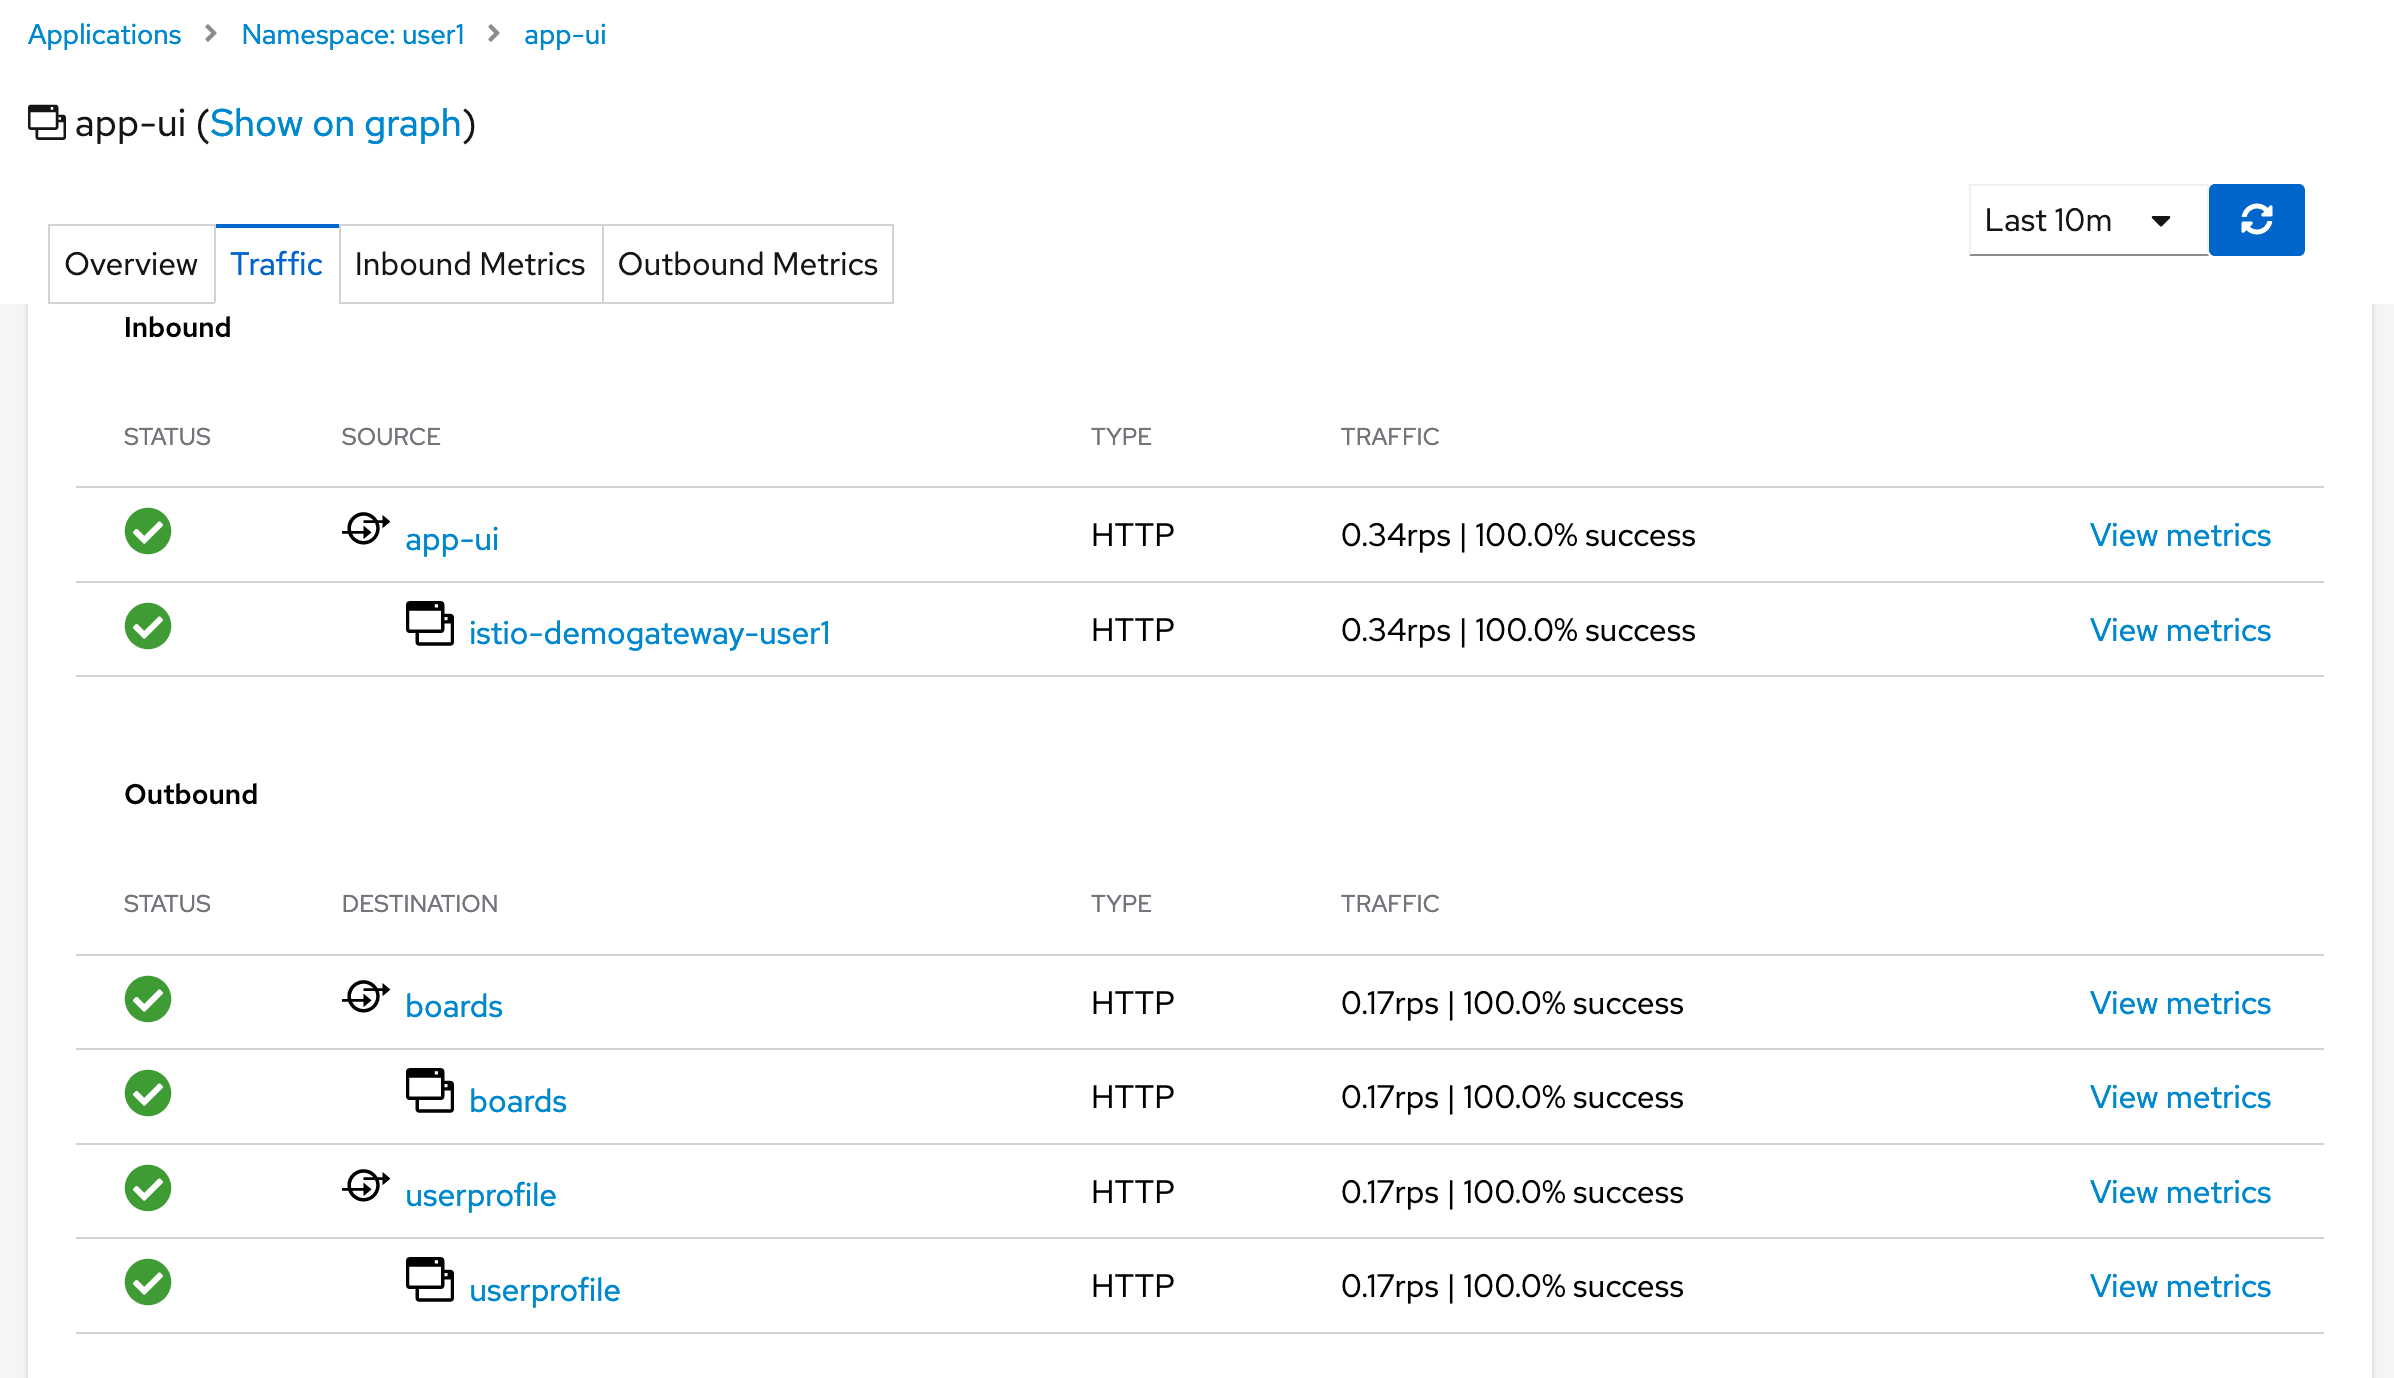 Applications > Namespace: user1 > app-ui
app-ui (Show on graph)
Last 10m
Overview Traffic Inbound Metrics Outbound Metrics
Inbound
STATUS SOURCE TYPE TRAFFIC
app-ui HTTP 0.34rps | 100.0% success View metrics
istio-demogateway-user1 HTTP 0.34rps | 100.0% success View metrics
Outbound
STATUS DESTINATION TYPE TRAFFIC
boards HTTP 0.17rps | 100.0% success View metrics
boards HTTP 0.17rps | 100.0% success View metrics
userprofile HTTP 0.17rps | 100.0% success View metrics
userprofile HTTP 0.17rps | 100.0% success View metrics